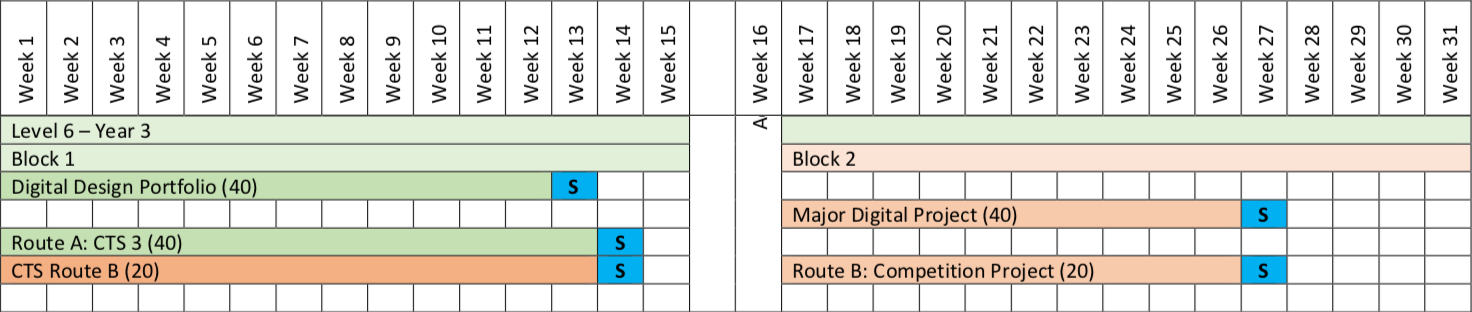 Week 1 Week 2 Week 3 Week 4 Week 5 Week 6 Week 7 Week 8 Week 9 Week 10 Week 11 Week 12 Week 13 Week 14 Week 15 Week 16 Week 17 Week 18 Week 19 Week 20 Week 21 Week 22 Week 23 Week 24 Week 25 Week 26 Week 27 Week 28 Week 29 Week 30 Week 31
Level 6 – Year 3
Block 1 Block 2
Digital Design Portfolio (40) S
Major Digital Project (40) S
Route A: CTS 3 (40) S
CTS Route B (20) S Route B: Competition Project (20) S